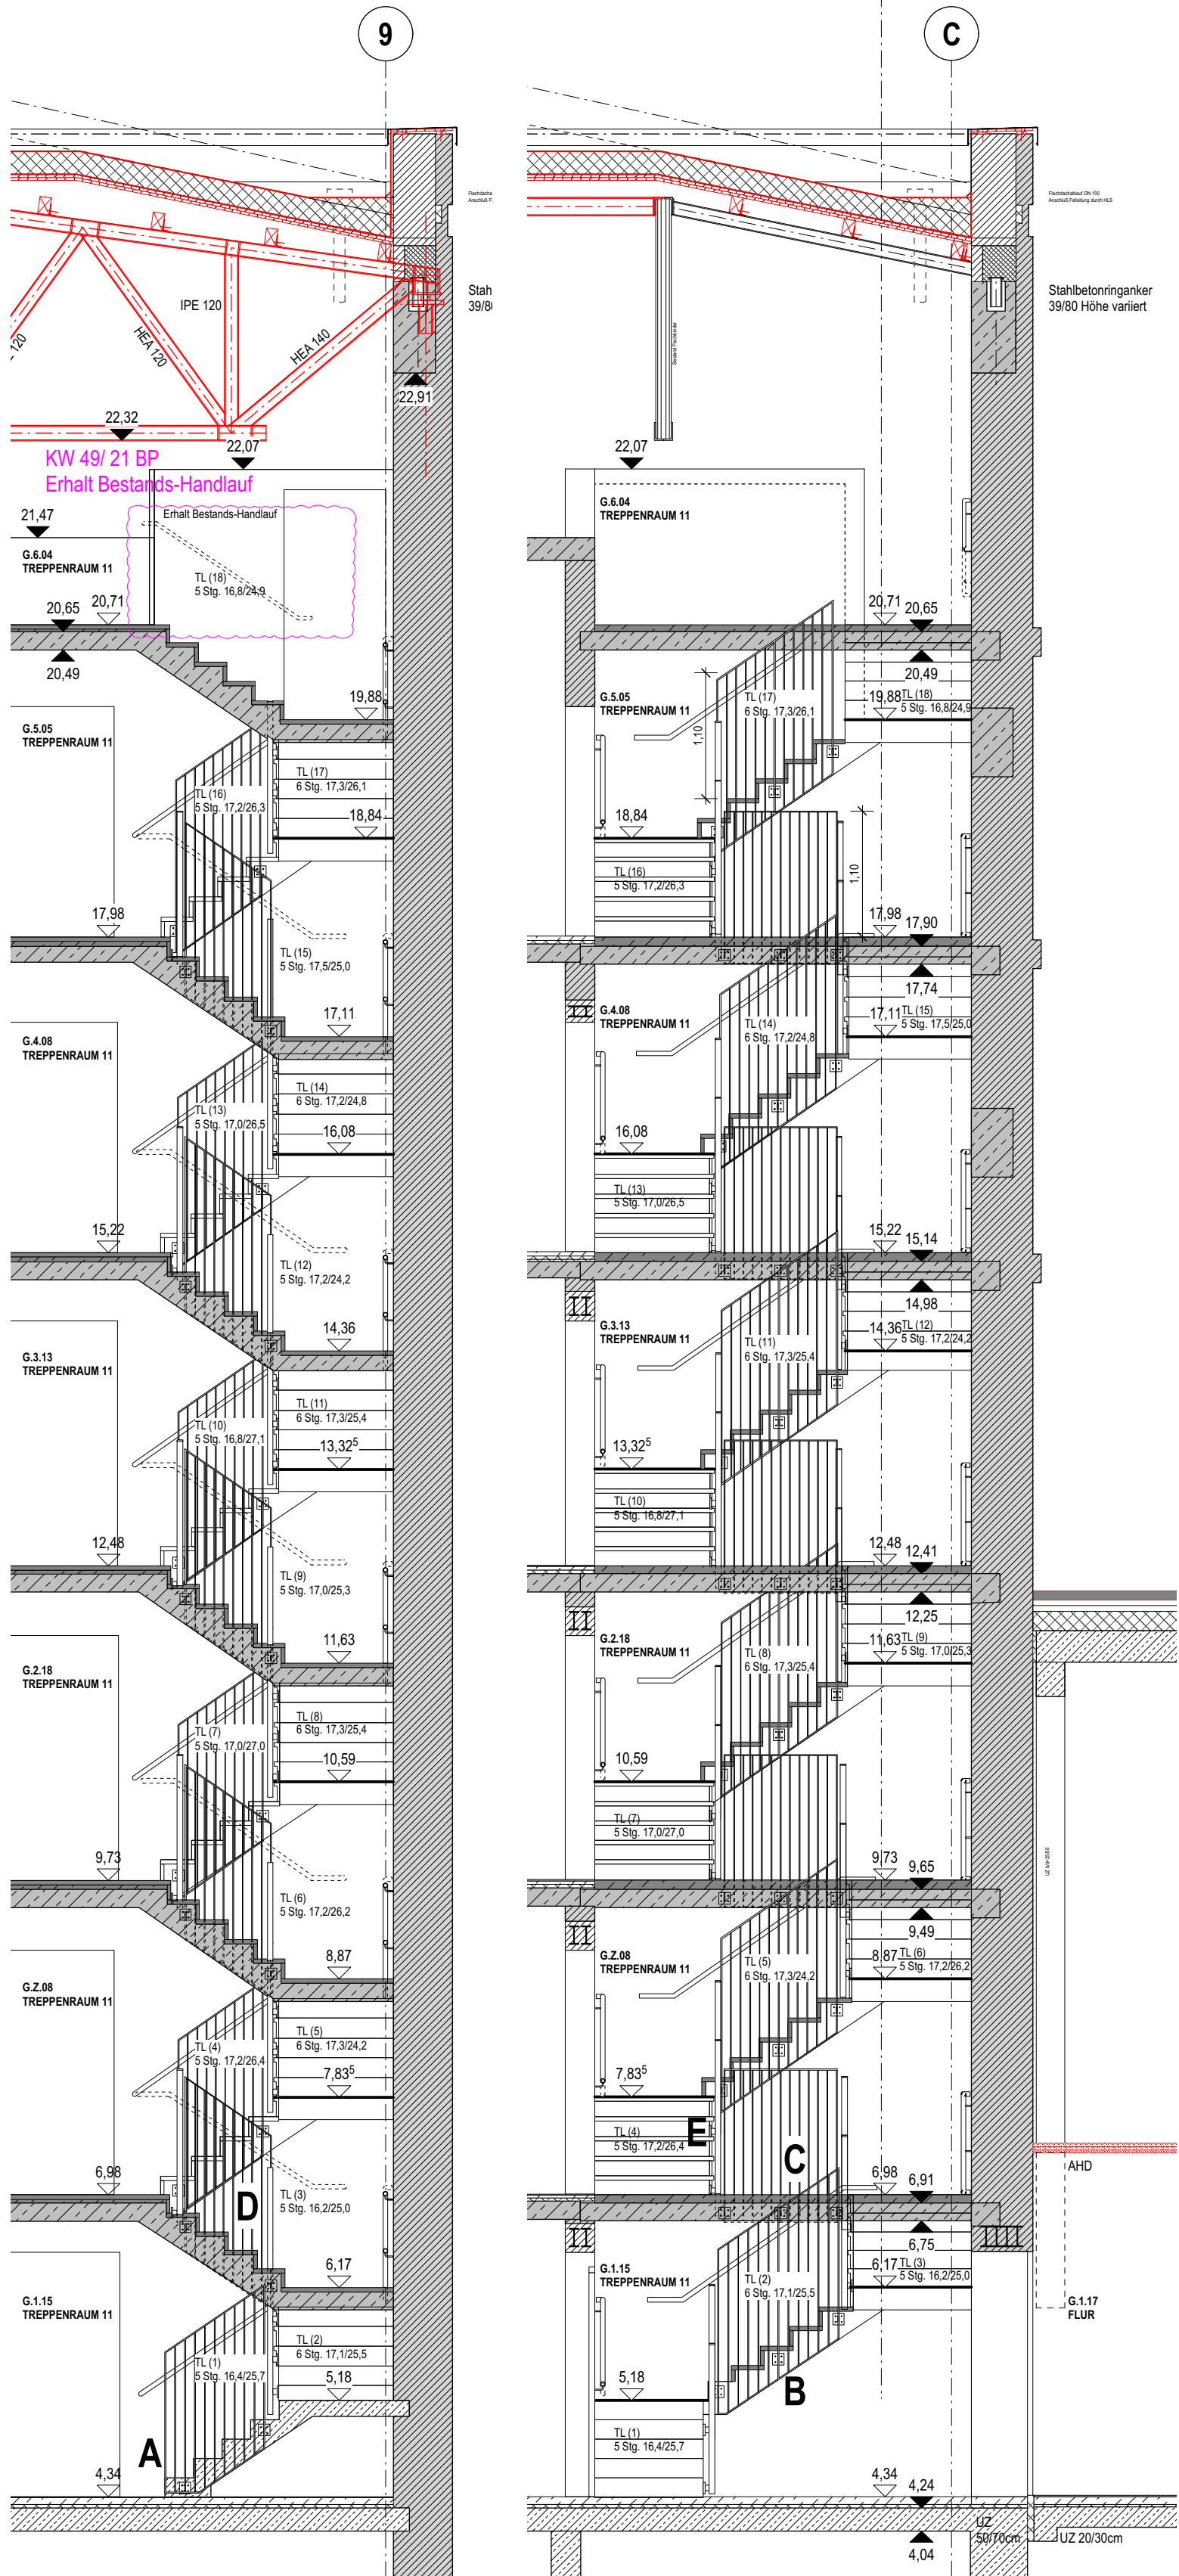 9
Flachdacha
Anschluß F
IPE 120
HEA 120
HEA 140
120
Stah
39/8
22,91
22,32
22,07
KW 49/ 21 BP
Erhalt Bestands-Handlauf
Erhalt Bestands-Handlauf
21,47
G.6.04
TREPPENRAUM 11
TL (18)
5 Stg. 16,8/24,9
20,71
20,65
20,49
19,88
G.5.05
TREPPENRAUM 11
TL (17)
6 Stg. 17,3/26,1
TL (16)
5 Stg. 17,2/26,3
18,84
17,98
TL (15)
5 Stg. 17,5/25,0
17,11
G.4.08
TREPPENRAUM 11
TL (14)
6 Stg. 17,2/24,8
TL (13)
5 Stg. 17,0/26,5
16,08
15,22
TL (12)
5 Stg. 17,2/24,2
14,36
G.3.13
TREPPENRAUM 11
TL (11)
6 Stg. 17,3/25,4
TL (10)
5 Stg. 16,8/27,1
13,32⁵
12,48
TL (9)
5 Stg. 17,0/25,3
11,63
G.2.18
TREPPENRAUM 11
TL (8)
6 Stg. 17,3/25,4
TL (7)
5 Stg. 17,0/27,0
10,59
9,73
TL (6)
5 Stg. 17,2/26,2
8,87
G.Z.08
TREPPENRAUM 11
TL (5)
6 Stg. 17,3/24,2
TL (4)
5 Stg. 17,2/26,4
7,83⁵
6,98
D
TL (3)
5 Stg. 16,2/25,0
6,17
G.1.15
TREPPENRAUM 11
TL (2)
6 Stg. 17,1/25,5
TL (1)
5 Stg. 16,4/25,7
5,18
A
4,34
C
Flachdachablauf DN 100
Anschluß Falleitung durch HLS
Stahlbetonringanker
39/80 Höhe variiert
22,07
G.6.04
TREPPENRAUM 11
20,71
20,65
20,49
G.5.05
TREPPENRAUM 11
TL (17)
6 Stg. 17,3/26,1
1,10
19,88
TL (18)
5 Stg. 16,8/24,9
18,84
TL (16)
5 Stg. 17,2/26,3
1,10
17,98
17,90
17,74
G.4.08
TREPPENRAUM 11
TL (14)
6 Stg. 17,2/24,8
17,11
TL (15)
5 Stg. 17,5/25,0
16,08
TL (13)
5 Stg. 17,0/26,5
15,22
15,14
14,98
G.3.13
TREPPENRAUM 11
TL (11)
6 Stg. 17,3/25,4
14,36
TL (12)
5 Stg. 17,2/24,2
13,32⁵
TL (10)
5 Stg. 16,8/27,1
12,48
12,41
12,25
G.2.18
TREPPENRAUM 11
TL (8)
6 Stg. 17,3/25,4
11,63
TL (9)
5 Stg. 17,0/25,3
10,59
TL (7)
5 Stg. 17,0/27,0
9,73
9,65
9,49
G.Z.08
TREPPENRAUM 11
TL (5)
6 Stg. 17,3/24,2
8,87
TL (6)
5 Stg. 17,2/26,2
7,83⁵
E
TL (4)
5 Stg. 17,2/26,4
C
AHD
6,98
6,91
6,75
G.1.15
TREPPENRAUM 11
TL (2)
6 Stg. 17,1/25,5
6,17
TL (3)
5 Stg. 16,2/25,0
G.1.17
FLUR
5,18
B
TL (1)
5 Stg. 16,4/25,7
4,34
4,24
UZ
50/70cm
UZ 20/30cm
4,04